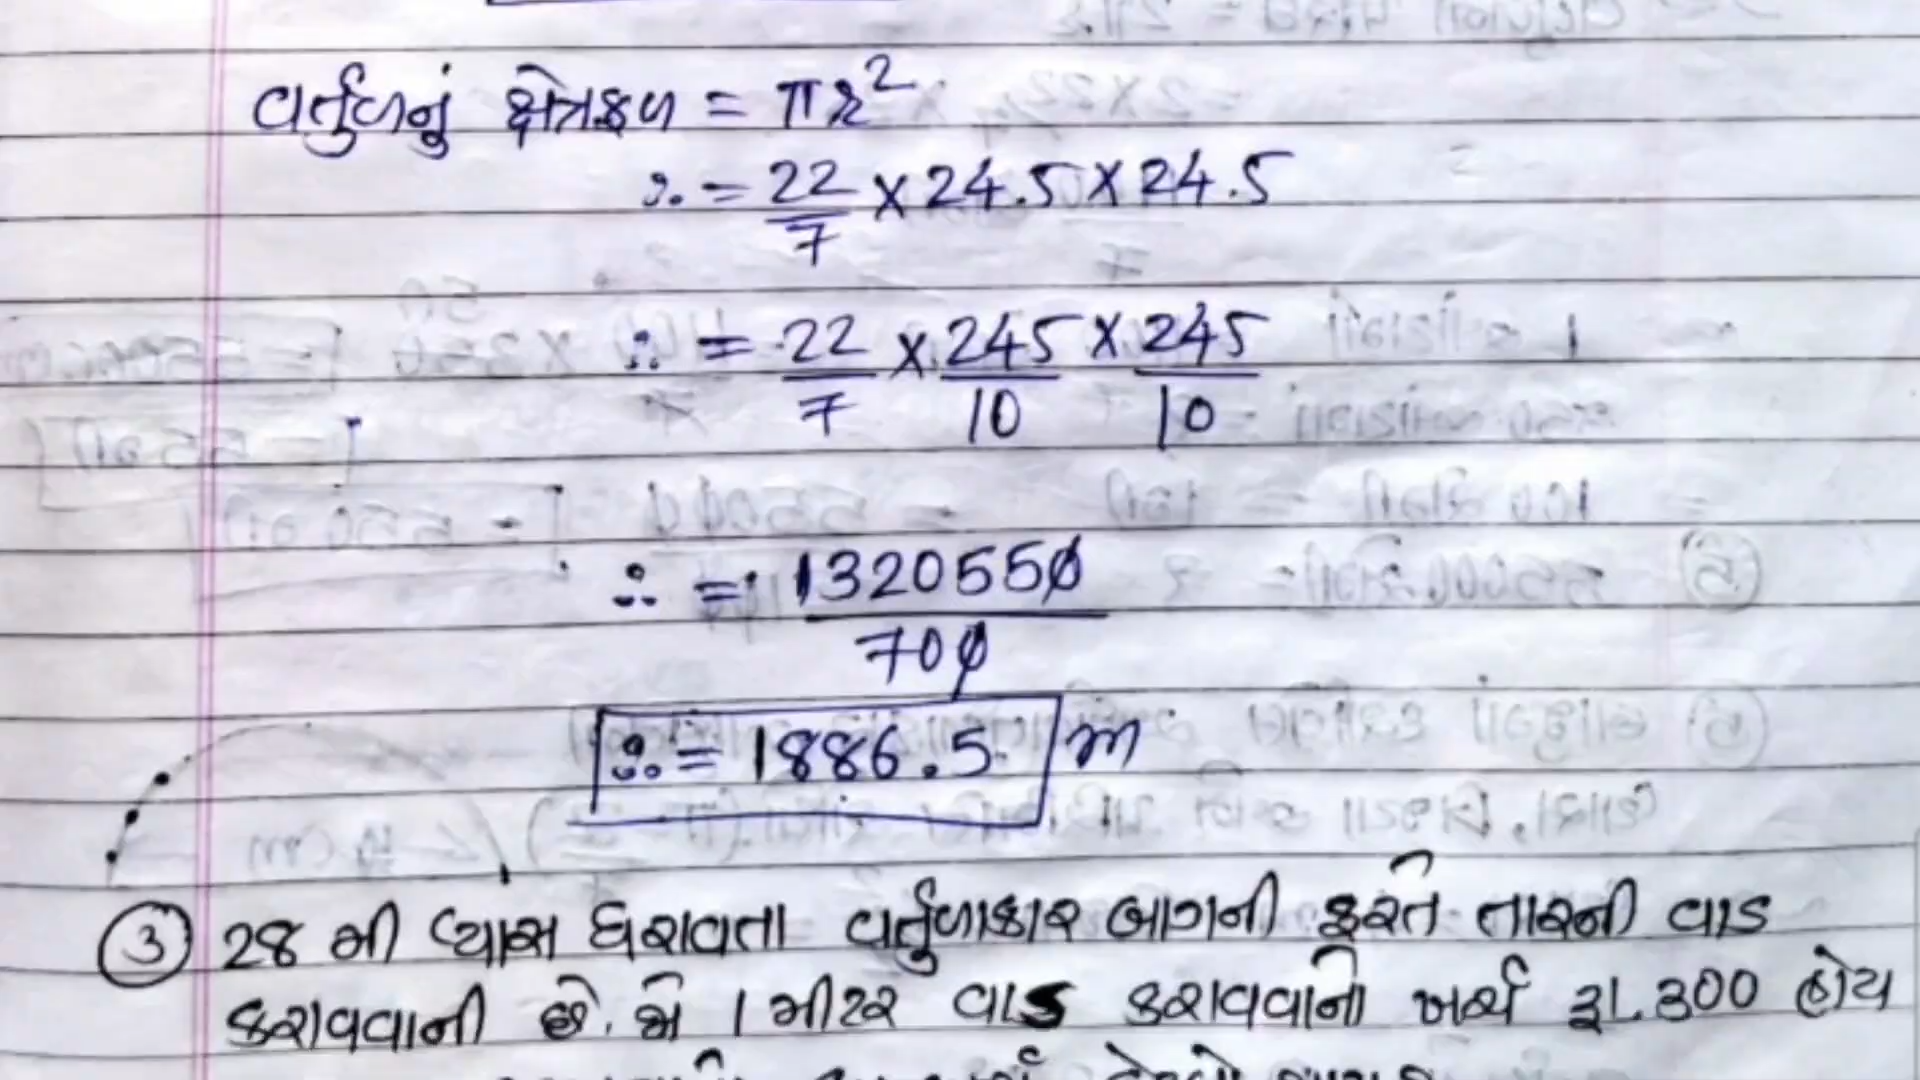 વર્તુળનું ક્ષેત્રફળ = πr²
∴ = 22/7 × 24.5 × 24.5
∴ = 22/7 × 245/10 × 245/10
∴ = 1320550/700
∴ = 1886.5 m
③ 28 મી વ્યાસ ધરાવતા વર્તુળાકાર બાગની ફરતે તારની વાડ
કરાવવાની છે. જો 1 મીટર વાડ કરાવવાનો ખર્ચ રૂા. 300 હોય